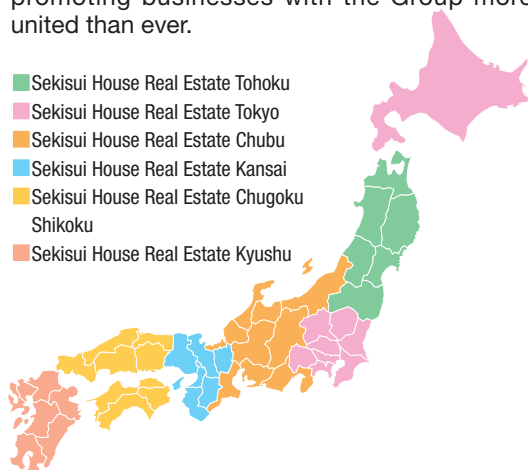 promoting businesses with the Group more
united than ever.
Sekisui House Real Estate Tohoku
Sekisui House Real Estate Tokyo
Sekisui House Real Estate Chubu
Sekisui House Real Estate Kansai
Sekisui House Real Estate Chugoku
Shikoku
Sekisui House Real Estate Kyushu